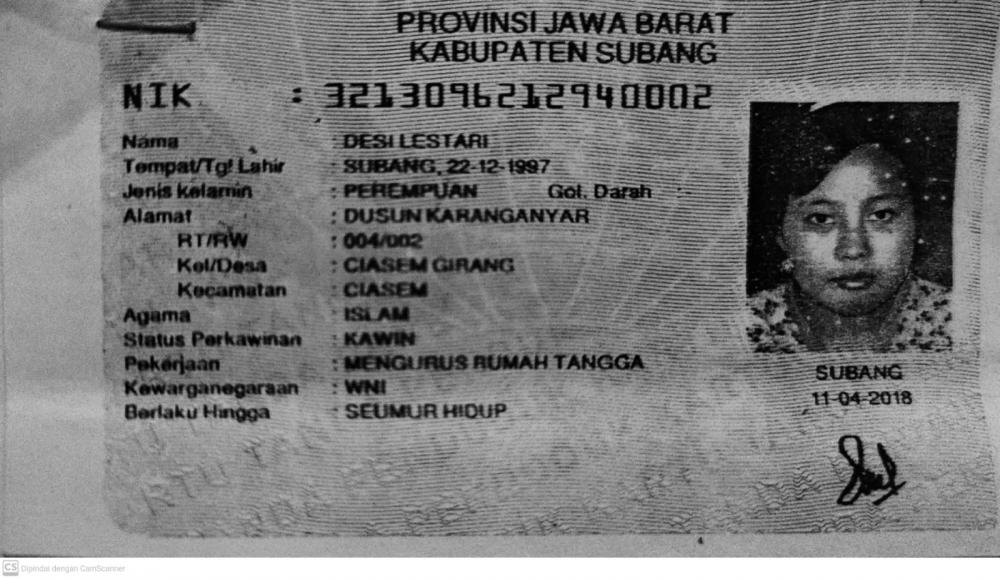 PROVINSI JAWA BARAT
KABUPATEN SUBANG
NIK : 3213096212940002
Nama : DESI LESTARI
Tempat/Tgl Lahir : SUBANG, 22-12-1997
Jenis kelamin : PEREMPUAN Gol. Darah : -
Alamat : DUSUN KARANGANYAR
RT/RW : 004/002
Kel/Desa : CIASEM GIRANG
Kecamatan : CIASEM
Agama : ISLAM
Status Perkawinan : KAWIN
Pekerjaan : MENGURUS RUMAH TANGGA
Kewarganegaraan : WNI
Berlaku Hingga : SEUMUR HIDUP
SUBANG
11-04-2018
CS Dipindai dengan CamScanner